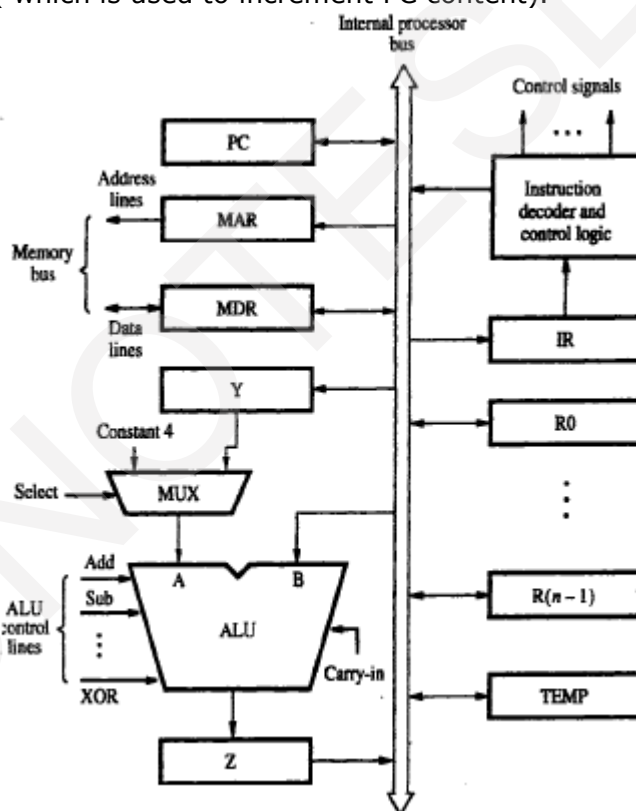 which is used to increment PC content).
Internal processor
bus
Control signals
...
PC
Address
lines
MAR
Instruction
decoder and
control logic
Memory
bus
MDR
Data
lines
IR
Y
R0
Constant 4
Select
MUX
Add
A
B
Sub
R(n – 1)
ALU
control
lines
ALU
XOR
Carry-in
TEMP
Z